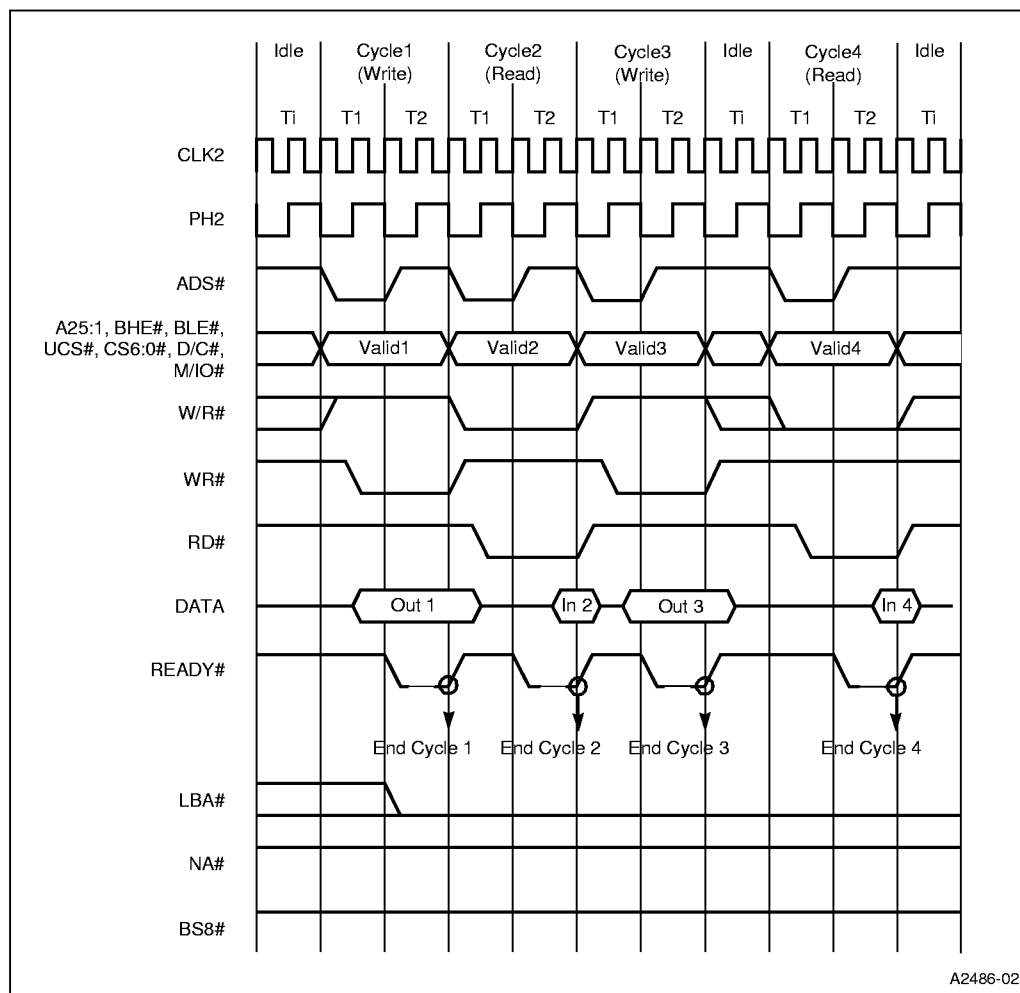 Idle Cycle1 Cycle2 Cycle3 Idle Cycle4 Idle
(Write) (Read) (Write) (Read)
Ti T1 T2 T1 T2 T1 T2 Ti T1 T2 Ti
CLK2
PH2
ADS#
A25:1, BHE#, BLE#,
UCS#, CS6:0#, D/C#,
M/IO#
Valid1 Valid2 Valid3 Valid4
W/R#
WR#
RD#
DATA Out 1 In 2 Out 3 In 4
READY#
End Cycle 1 End Cycle 2 End Cycle 3 End Cycle 4
LBA#
NA#
BS8#
A2486-02